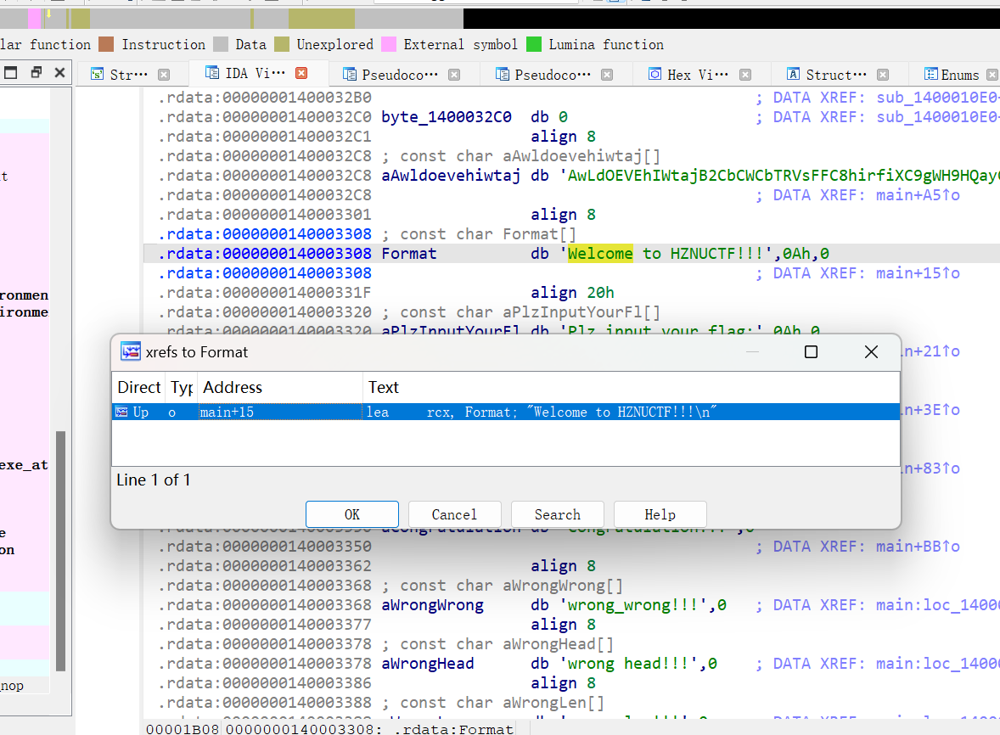 lar function Instruction Data Unexplored External symbol Lumina function
Str··· IDA Vi··· Pseudoco··· Pseudoco··· Hex Vi··· Struct··· Enums
.rdata:00000001400032B0 ; DATA XREF: sub_1400010E0
.rdata:00000001400032C0 byte_1400032C0 db 0 ; DATA XREF: sub_1400010E0
.rdata:00000001400032C1 align 8
.rdata:00000001400032C8 ; const char aAwldoevehiwtaj[]
.rdata:00000001400032C8 aAwldoevehiwtaj db 'AwLdOEVEhIWtajB2CbCWCbTRVsFFC8hirfiXC9gWH9HQay
.rdata:00000001400032C8 ; DATA XREF: main+A5↑o
.rdata:0000000140003301 align 8
.rdata:0000000140003308 ; const char Format[]
.rdata:0000000140003308 Format db 'Welcome to HZNUCTF!!!',0Ah,0
.rdata:0000000140003308 ; DATA XREF: main+15↑o
.rdata:000000014000331F align 20h
.rdata:0000000140003320 ; const char aPlzInputYourFl[]
.rdata:0000000140003320 aPlzInputYourFl db 'Plz input your flag:',0Ah,0
n+21↑o
n+3E↑o
n+83↑o
t
ronmen
ironme
exe_at
e
on
nop
xrefs to Format
Direct Typ Address Text
Up o main+15 lea rcx, Format; "Welcome to HZNUCTF!!!\n"
Line 1 of 1
OK Cancel Search Help
.rdata:0000000140003350 ; DATA XREF: main+BB↑o
.rdata:0000000140003362 align 8
.rdata:0000000140003368 ; const char aWrongWrong[]
.rdata:0000000140003368 aWrongWrong db 'wrong_wrong!!!',0 ; DATA XREF: main:loc_1400
.rdata:0000000140003377 align 8
.rdata:0000000140003378 ; const char aWrongHead[]
.rdata:0000000140003378 aWrongHead db 'wrong head!!!',0 ; DATA XREF: main:loc_1400
.rdata:0000000140003386 align 8
.rdata:0000000140003388 ; const char aWrongLen[]
00001B08 0000000140003308: .rdata:Format